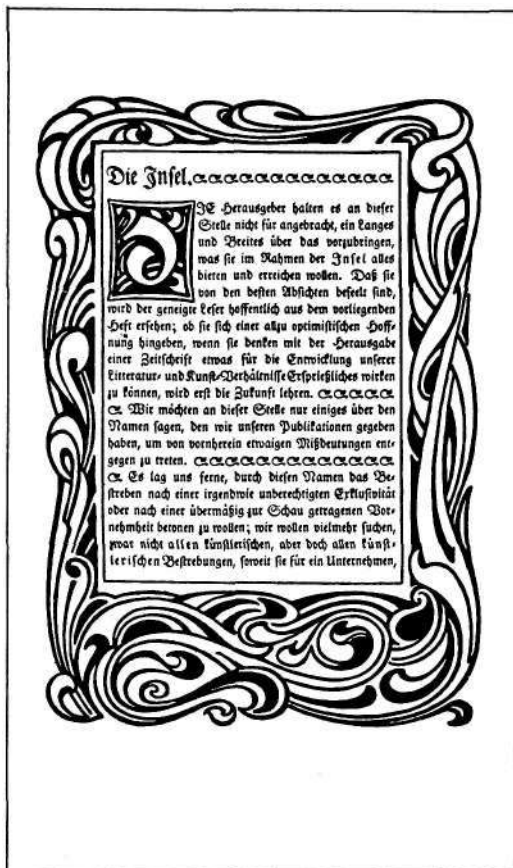 Die Insel.
DIE Herausgeber halten es an dieser
Stelle nicht für angebracht, ein Langes
und Breites über das vorzubringen,
was sie im Rahmen der Insel alles
bieten und erreichen wollen. Daß sie
von den besten Absichten beseelt sind,
wird der geneigte Leser hoffentlich aus dem vorliegenden
Heft ersehen; ob sie sich einer allzu optimistischen Hoff-
nung hingeben, wenn sie denken mit der Herausgabe
einer Zeitschrift etwas für die Entwicklung unserer
Litteratur- und Kunst-Verhältnisse Ersprießliches wirken
zu können, wird erst die Zukunft lehren.
Wir möchten an dieser Stelle nur einiges über den
Namen sagen, den wir unseren Publikationen gegeben
haben, um von vornherein etwaigen Mißdeutungen ent-
gegen zu treten.
Es lag uns ferne, durch diesen Namen das Be-
streben nach einer irgendwie unberechtigten Exklusivität
oder nach einer übermäßig zur Schau getragenen Vor-
nehmheit betonen zu wollen; wir wollen vielmehr suchen,
zwar nicht allen künstlerischen, aber doch allen künst-
lerischen Bestrebungen, soweit sie für ein Unternehmen,